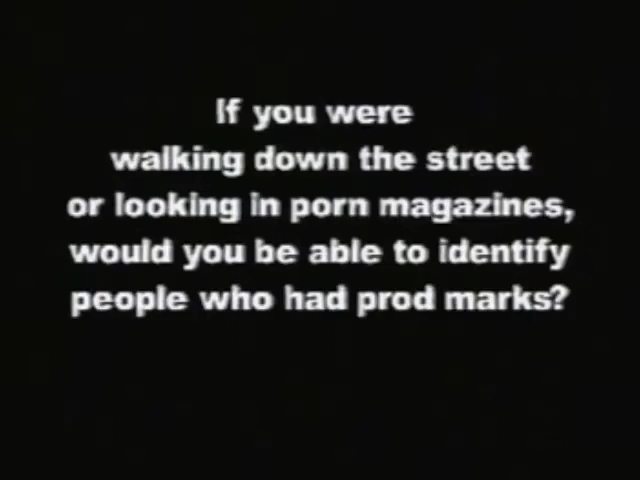 If you were
walking down the street
or looking in porn magazines,
would you be able to identify
people who had prod marks?